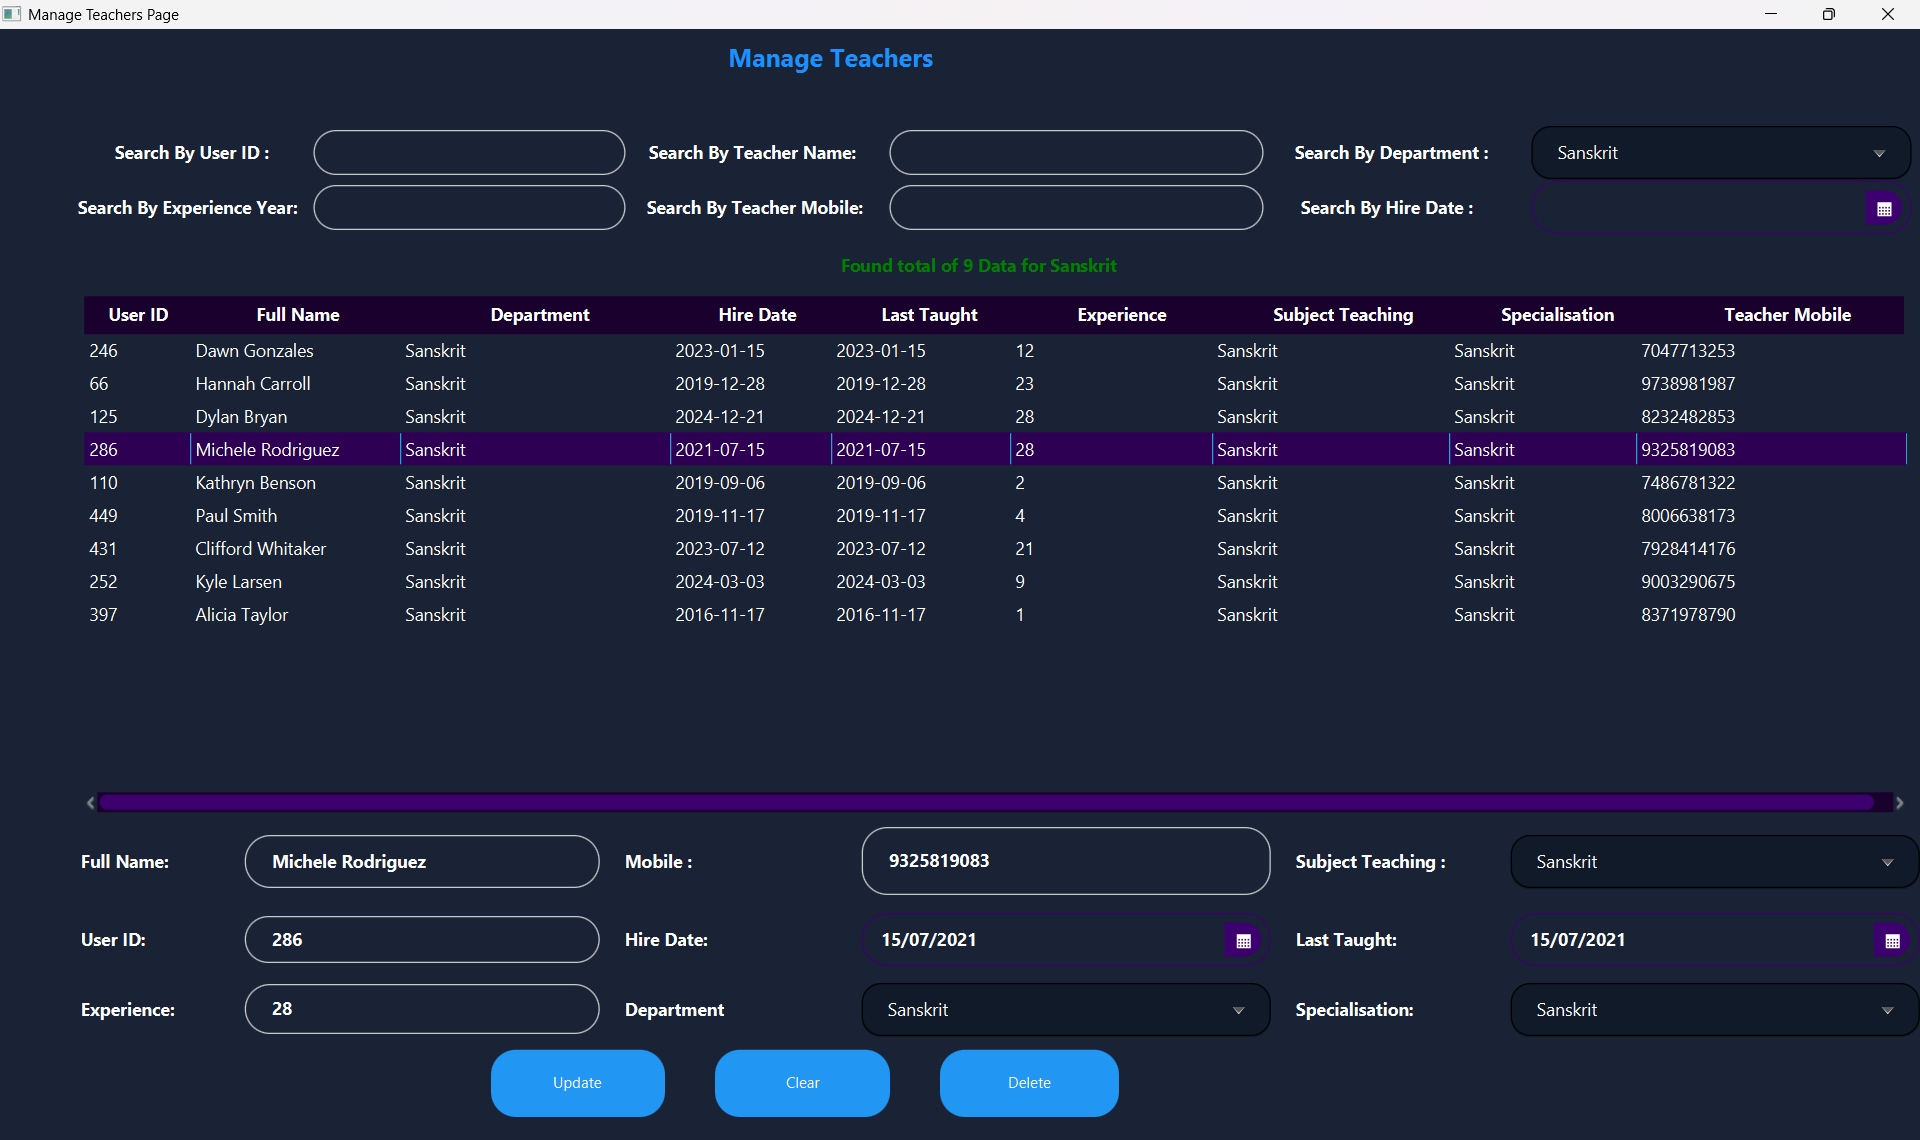 Manage Teachers Page
Manage Teachers
Search By User ID : Search By Teacher Name: Search By Department : Sanskrit
Search By Experience Year: Search By Teacher Mobile: Search By Hire Date :
Found total of 9 Data for Sanskrit
User ID Full Name Department Hire Date Last Taught Experience Subject Teaching Specialisation Teacher Mobile
246 Dawn Gonzales Sanskrit 2023-01-15 2023-01-15 12 Sanskrit Sanskrit 7047713253
66 Hannah Carroll Sanskrit 2019-12-28 2019-12-28 23 Sanskrit Sanskrit 9738981987
125 Dylan Bryan Sanskrit 2024-12-21 2024-12-21 28 Sanskrit Sanskrit 8232482853
286 Michele Rodriguez Sanskrit 2021-07-15 2021-07-15 28 Sanskrit Sanskrit 9325819083
110 Kathryn Benson Sanskrit 2019-09-06 2019-09-06 2 Sanskrit Sanskrit 7486781322
449 Paul Smith Sanskrit 2019-11-17 2019-11-17 4 Sanskrit Sanskrit 8006638173
431 Clifford Whitaker Sanskrit 2023-07-12 2023-07-12 21 Sanskrit Sanskrit 7928414176
252 Kyle Larsen Sanskrit 2024-03-03 2024-03-03 9 Sanskrit Sanskrit 9003290675
397 Alicia Taylor Sanskrit 2016-11-17 2016-11-17 1 Sanskrit Sanskrit 8371978790
Full Name: Michele Rodriguez Mobile : 9325819083 Subject Teaching : Sanskrit
User ID: 286 Hire Date: 15/07/2021 Last Taught: 15/07/2021
Experience: 28 Department Sanskrit Specialisation: Sanskrit
Update Clear Delete